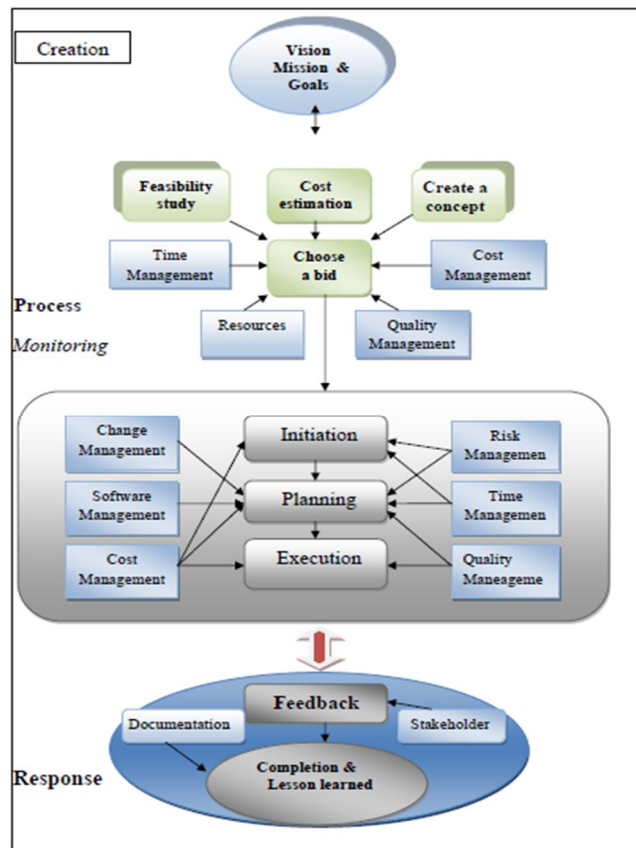 Creation
Vision
Mission &
Goals
Feasibility
study
Cost
estimation
Create a
concept
Time
Management
Choose
a bid
Cost
Management
Process
Monitoring
Resources
Quality
Management
Change
Management
Initiation
Risk
Managemen
Software
Management
Planning
Time
Managemen
Cost
Management
Execution
Quality
Maneageme
Feedback
Documentation
Stakeholder
Completion &
Lesson learned
Response